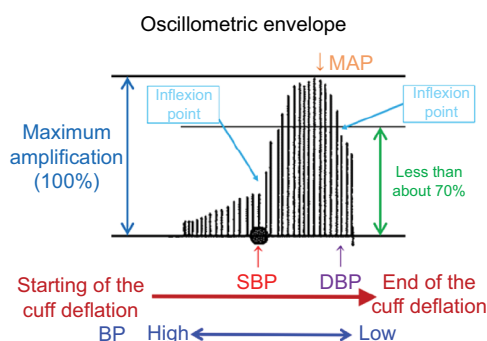 Oscillometric envelope
↓ MAP
Inflexion
point
Inflexion
point
Maximum
amplification
(100%)
Less than
about 70%
↑
SBP
↑
DBP
Starting of the
cuff deflation
End of the
cuff deflation
BP High Low